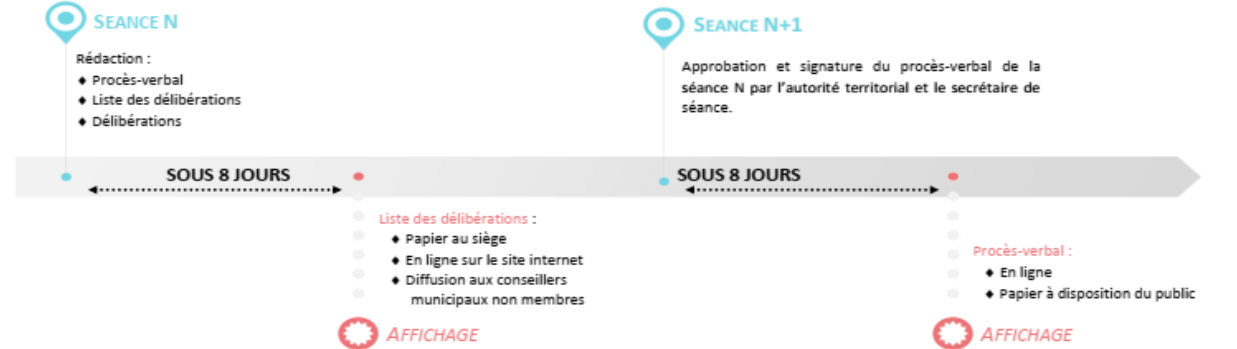 SEANCE N
Rédaction :
♦ Procès-verbal
♦ Liste des délibérations
♦ Délibérations
SEANCE N+1
Approbation et signature du procès-verbal de la
séance N par l'autorité territorial et le secrétaire de
séance.
SOUS 8 JOURS
SOUS 8 JOURS
Liste des délibérations :
♦ Papier au siège
♦ En ligne sur le site internet
♦ Diffusion aux conseillers
municipaux non membres
AFFICHAGE
Procès-verbal :
♦ En ligne
♦ Papier à disposition du public
AFFICHAGE